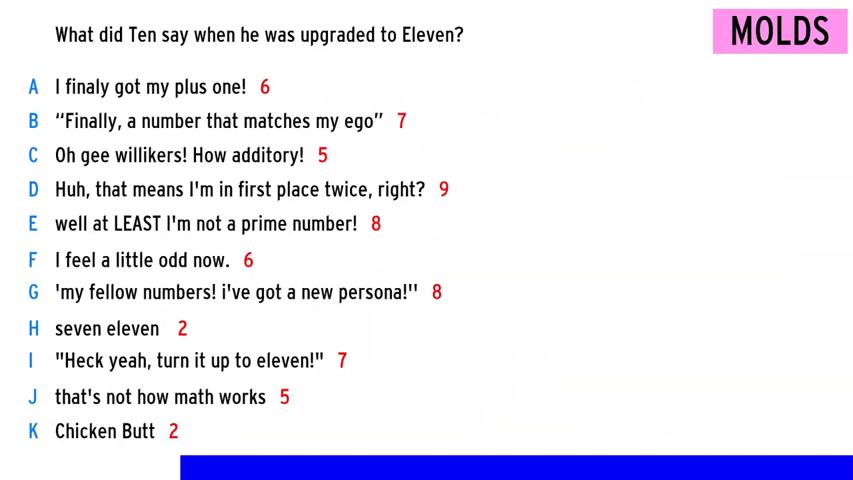 What did Ten say when he was upgraded to Eleven?
MOLDS
A I finaly got my plus one! 6
B “Finally, a number that matches my ego” 7
C Oh gee willikers! How additory! 5
D Huh, that means I'm in first place twice, right? 9
E well at LEAST I'm not a prime number! 8
F I feel a little odd now. 6
G 'my fellow numbers! i've got a new persona!'' 8
H seven eleven 2
I "Heck yeah, turn it up to eleven!" 7
J that's not how math works 5
K Chicken Butt 2